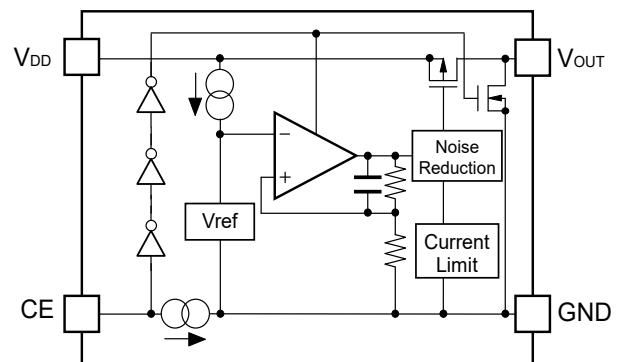 VDD
VOUT
−
+
Noise
Reduction
Vref
Current
Limit
CE
GND